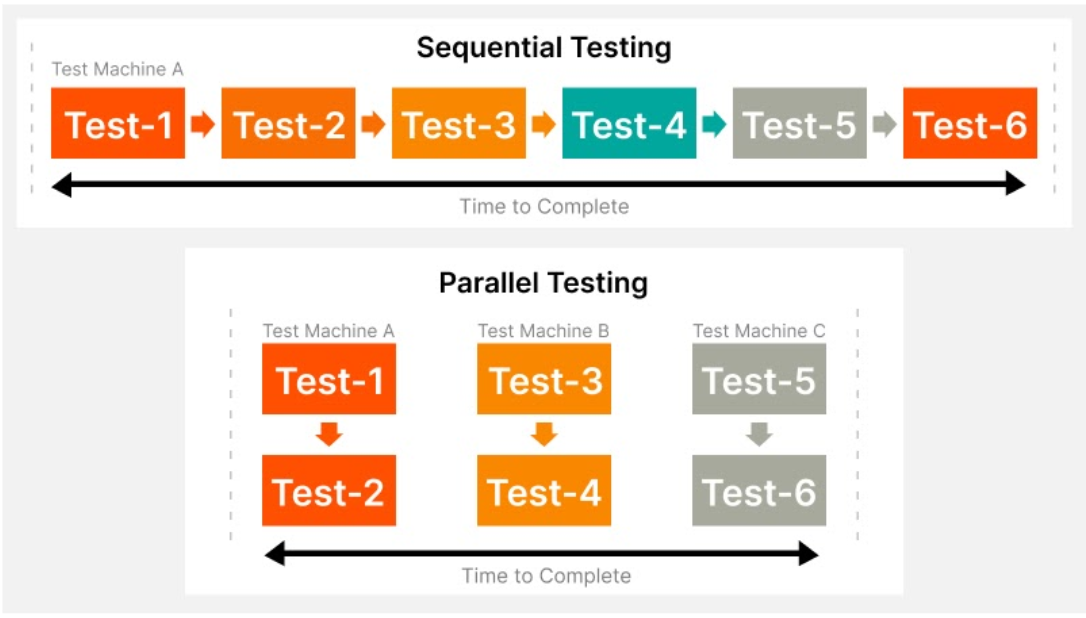 Sequential Testing
Test Machine A
Test-1 Test-2 Test-3 Test-4 Test-5 Test-6
Time to Complete
Parallel Testing
Test Machine A Test Machine B Test Machine C
Test-1 Test-3 Test-5
Test-2 Test-4 Test-6
Time to Complete